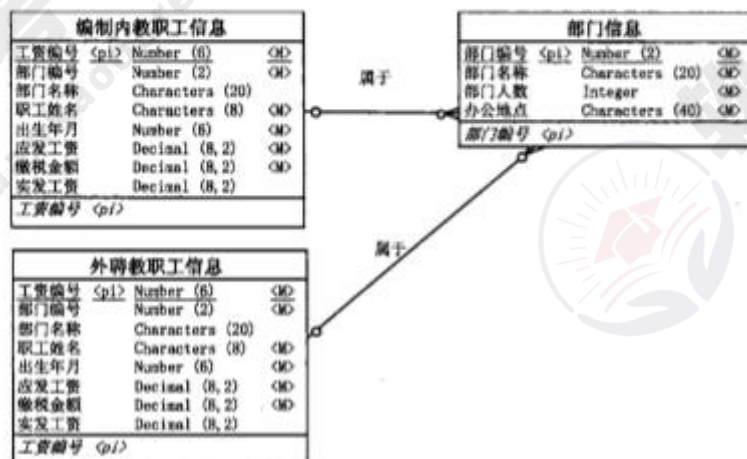 编制内教职工信息
工资编号 <pi> Number (6) <M>
部门编号 Number (2) <M>
部门名称 Characters (20)
职工姓名 Characters (8) <M>
出生年月 Number (6) <M>
应发工资 Decimal (8,2) <M>
缴税金额 Decimal (8,2) <M>
实发工资 Decimal (8,2)
工资编号 <pi>
属于
部门信息
部门编号 <pi> Number (2) <M>
部门名称 Characters (20) <M>
部门人数 Integer <M>
办公地点 Characters (40) <M>
部门编号 <pi>
属于
外聘教职工信息
工资编号 <pi> Number (6) <M>
部门编号 Number (2) <M>
部门名称 Characters (20)
职工姓名 Characters (8) <M>
出生年月 Number (6) <M>
应发工资 Decimal (8,2) <M>
缴税金额 Decimal (8,2) <M>
实发工资 Decimal (8,2)
工资编号 <pi>